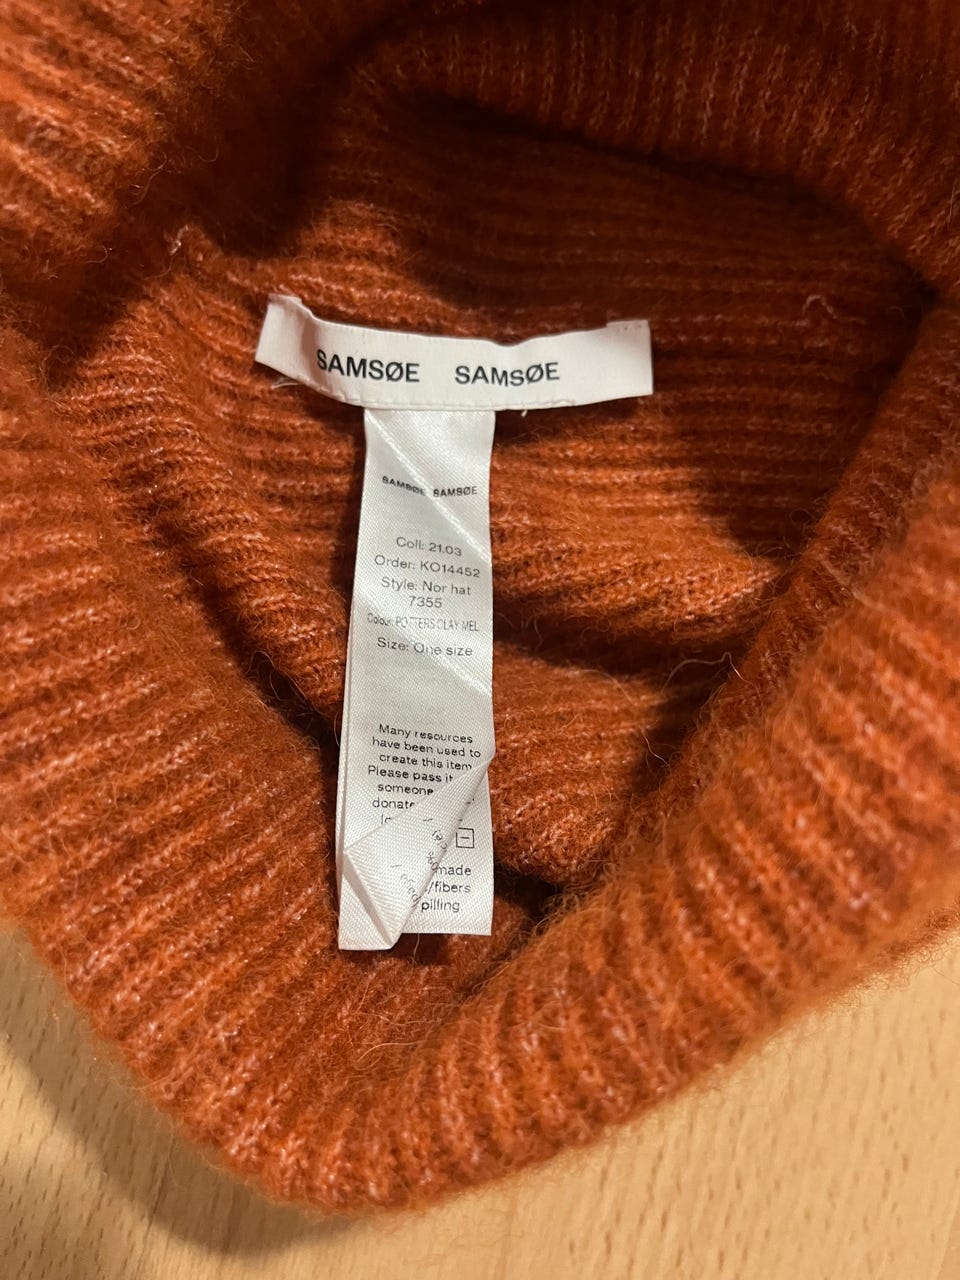 SAMSØE SAMSØE
SAMSØE SAMSØE
Coll: 21.03
Order: KO14452
Style: Nor hat
7355
Colour: POTTERS CLAY MEL.
Size: One size
Many resources
have been used to
create this item
Please pass it
someone
donate
made
/fibers
pilling